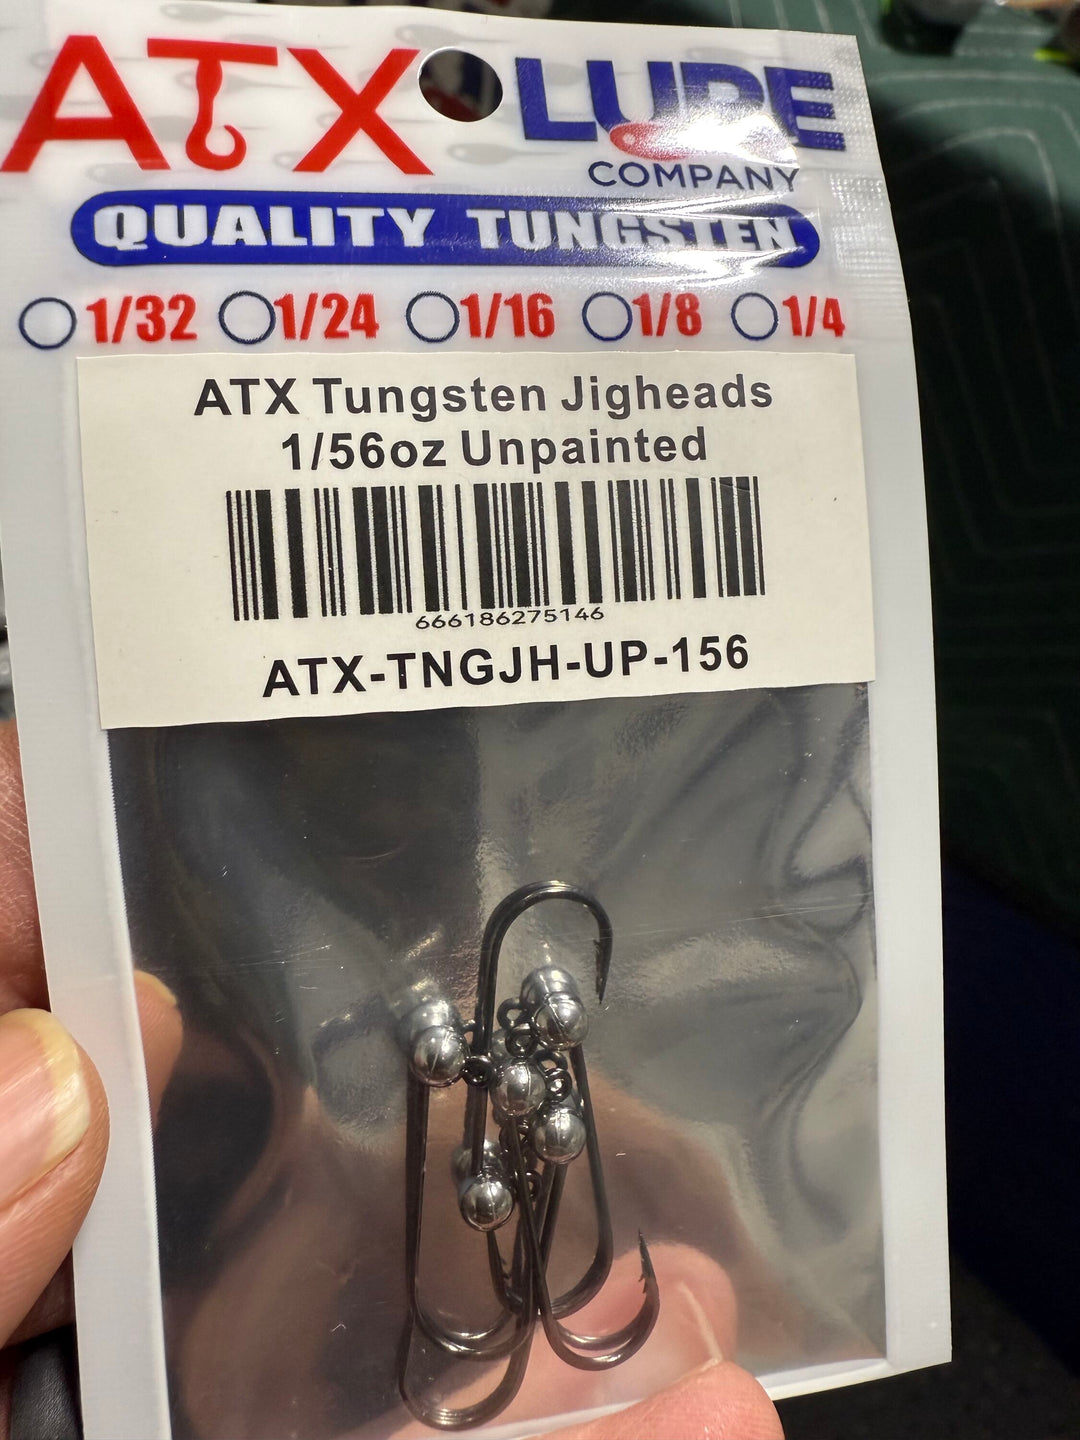 ATX LURE
COMPANY
QUALITY TUNGSTEN
1/32 1/24 1/16 1/8 1/4
ATX Tungsten Jigheads
1/56oz Unpainted
666186275146
ATX-TNGJH-UP-156